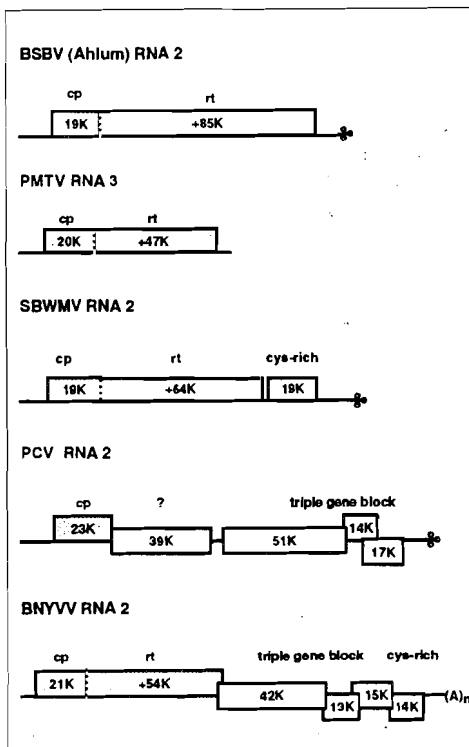 BSBV (Ahlum) RNA 2
cp rt
19K +85K
PMTV RNA 3
cp rt
20K +47K
SBWMV RNA 2
cp rt cys-rich
19K +64K 19K
PCV RNA 2
cp ? triple gene block
23K 39K 51K 14K 17K
BNYVV RNA 2
cp rt triple gene block cys-rich
21K +54K 42K 13K 15K 14K (A)n